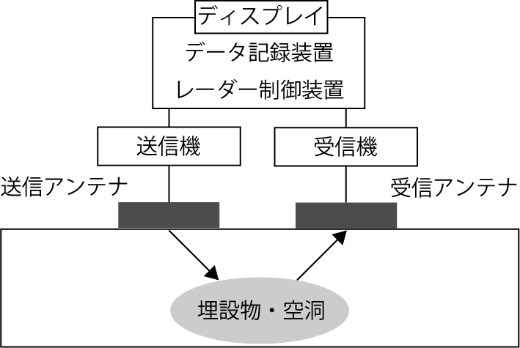 ディスプレイ
データ記録装置
レーダー制御装置
送信機
受信機
送信アンテナ
受信アンテナ
埋設物・空洞